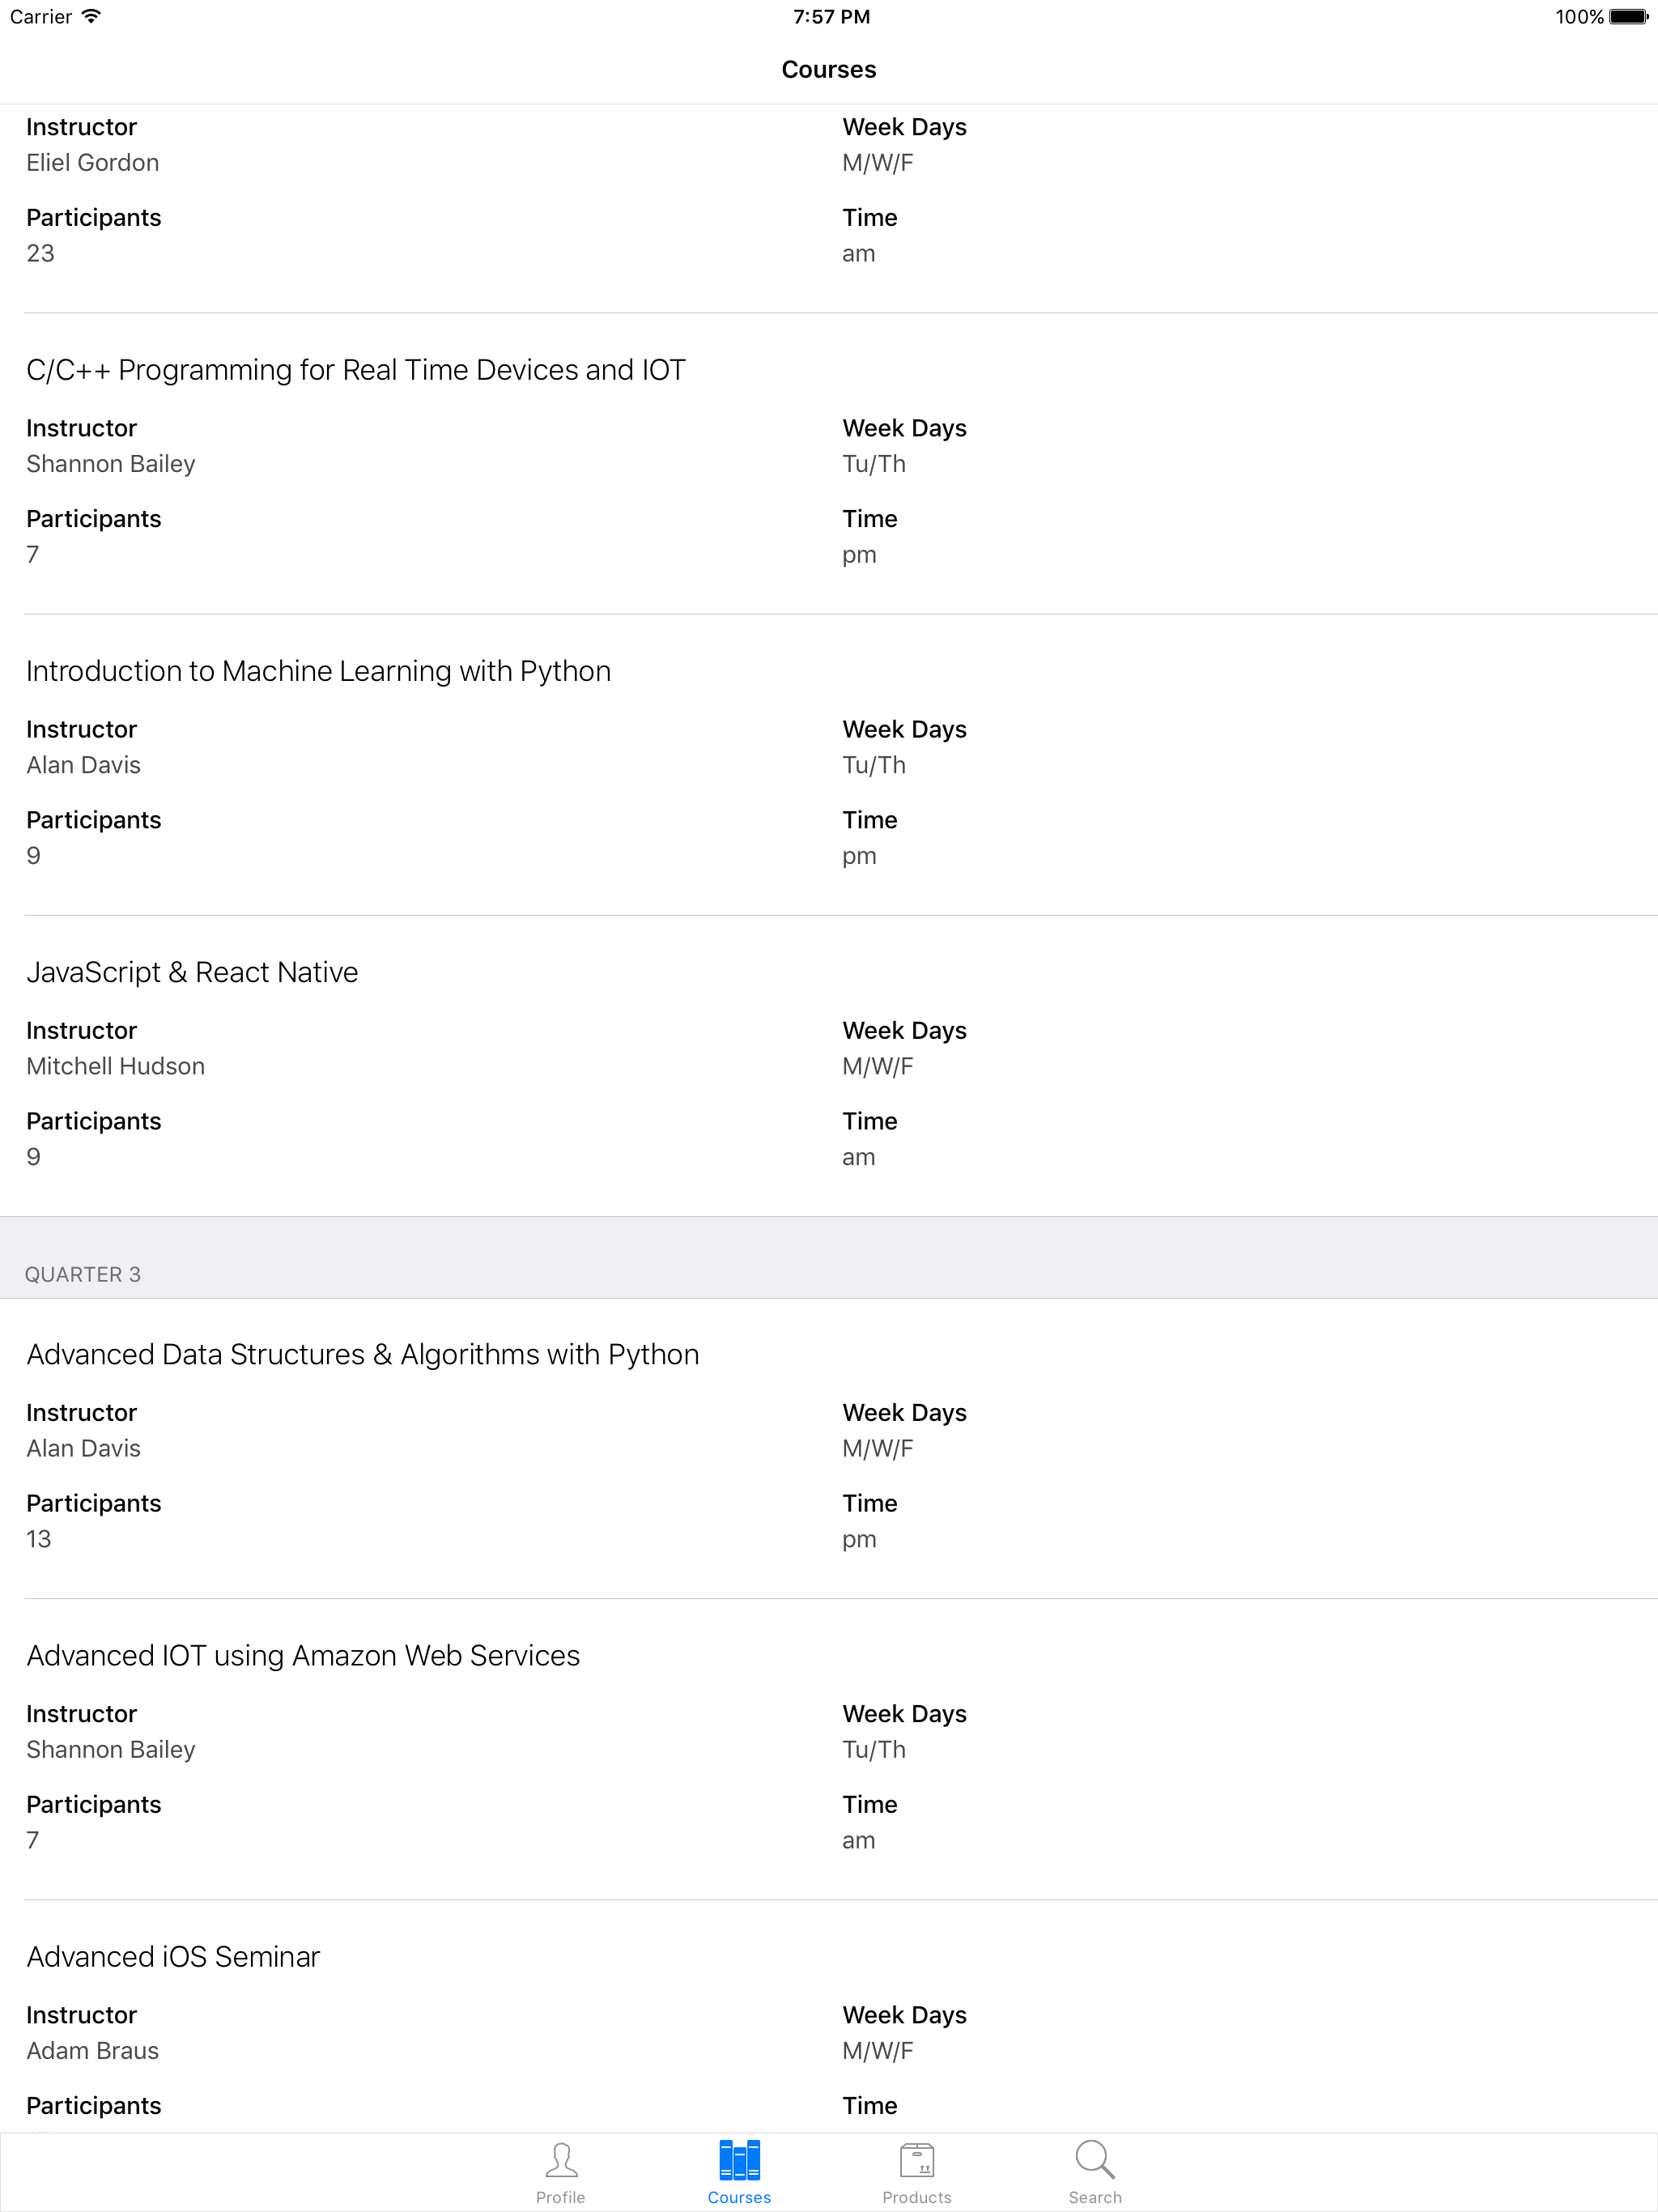 Carrier 7:57 PM 100%
Courses
Instructor Week Days
Eliel Gordon M/W/F
Participants Time
23 am
C/C++ Programming for Real Time Devices and IOT
Instructor Week Days
Shannon Bailey Tu/Th
Participants Time
7 pm
Introduction to Machine Learning with Python
Instructor Week Days
Alan Davis Tu/Th
Participants Time
9 pm
JavaScript & React Native
Instructor Week Days
Mitchell Hudson M/W/F
Participants Time
9 am
QUARTER 3
Advanced Data Structures & Algorithms with Python
Instructor Week Days
Alan Davis M/W/F
Participants Time
13 pm
Advanced IOT using Amazon Web Services
Instructor Week Days
Shannon Bailey Tu/Th
Participants Time
7 am
Advanced iOS Seminar
Instructor Week Days
Adam Braus M/W/F
Participants Time
Profile Courses Products Search